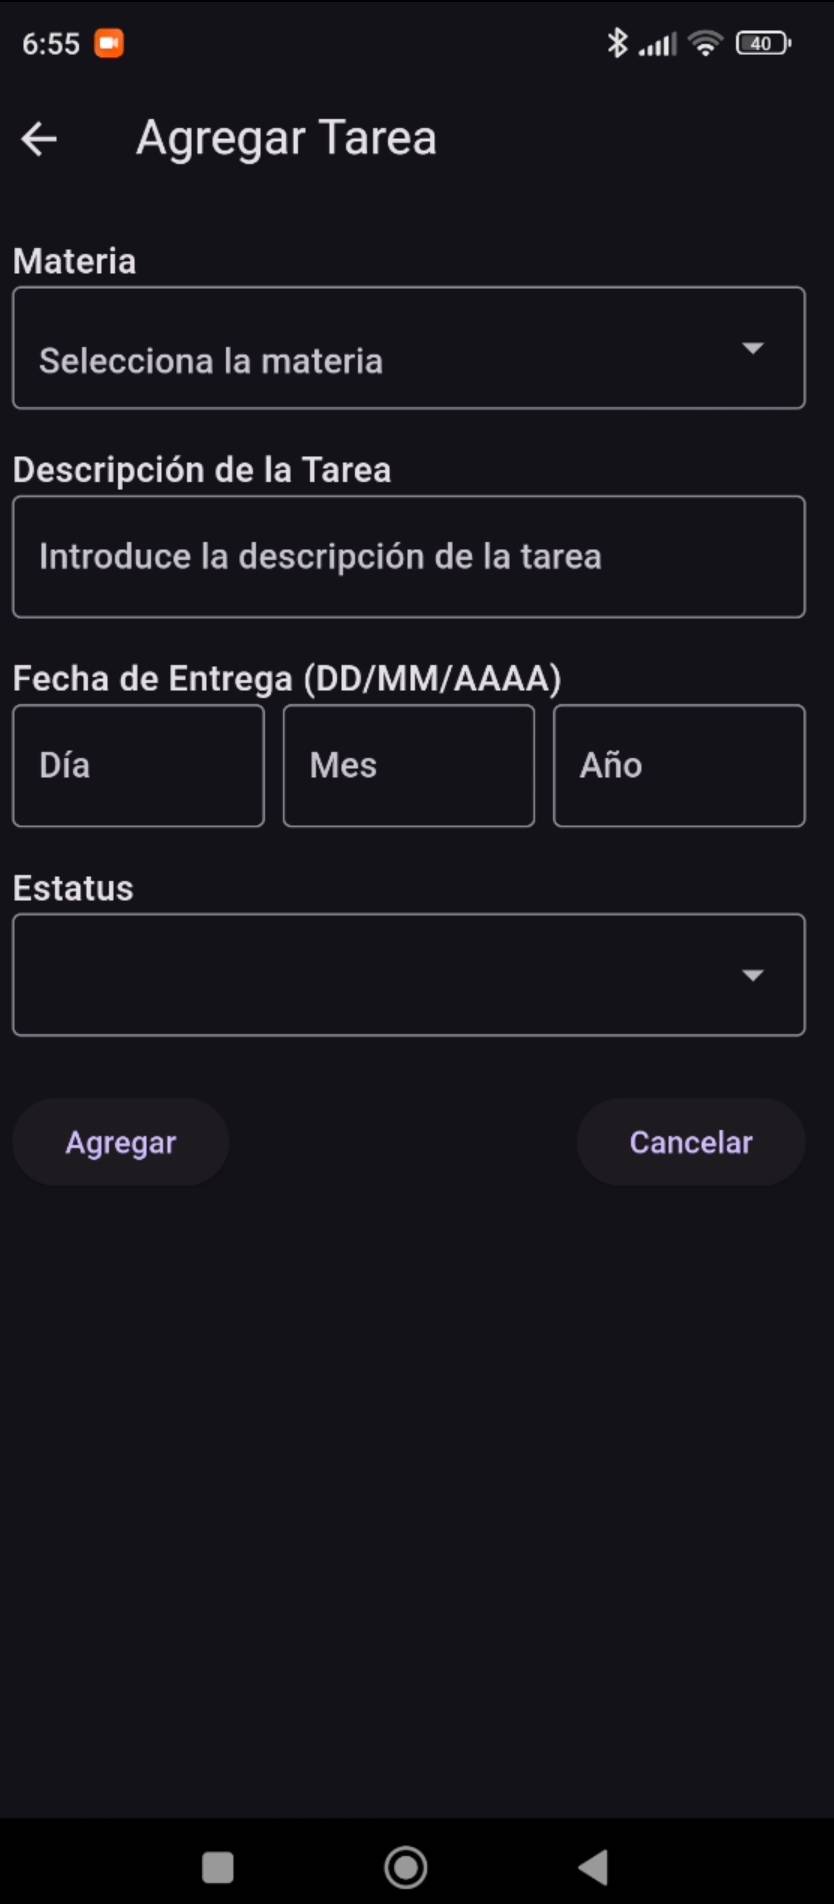 6:55
40
Agregar Tarea
Materia
Selecciona la materia
Descripción de la Tarea
Introduce la descripción de la tarea
Fecha de Entrega (DD/MM/AAAA)
Día Mes Año
Estatus
Agregar Cancelar